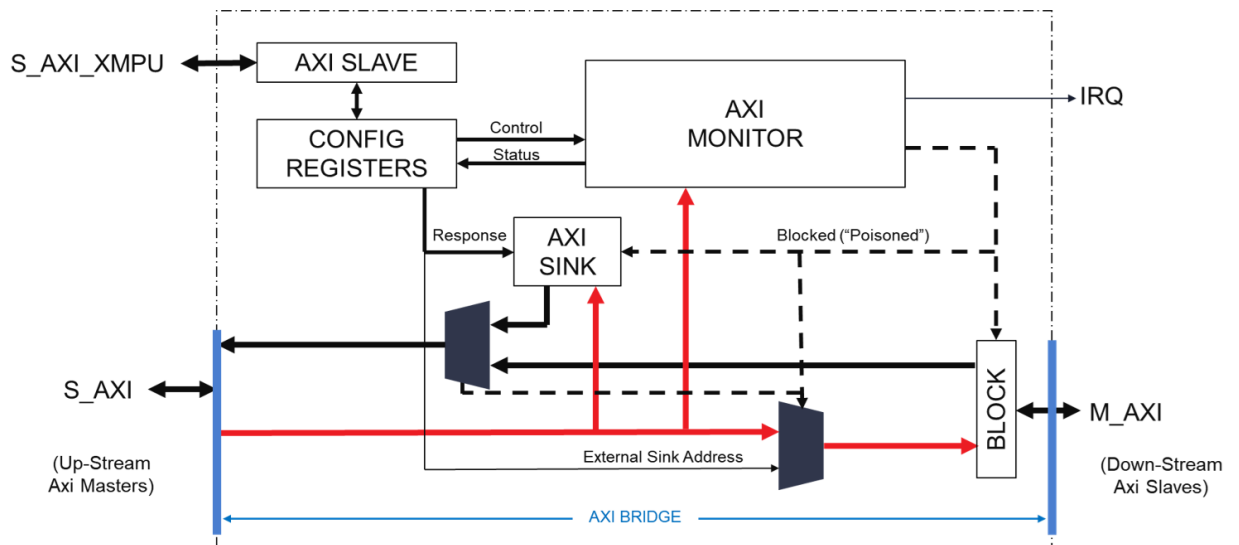 S_AXI_XMPU
AXI SLAVE
CONFIG
REGISTERS
Control
Status
AXI
MONITOR
IRQ
Response
AXI
SINK
Blocked (“Poisoned”)
S_AXI
(Up-Stream
Axi Masters)
External Sink Address
BLOCK
M_AXI
(Down-Stream
Axi Slaves)
AXI BRIDGE